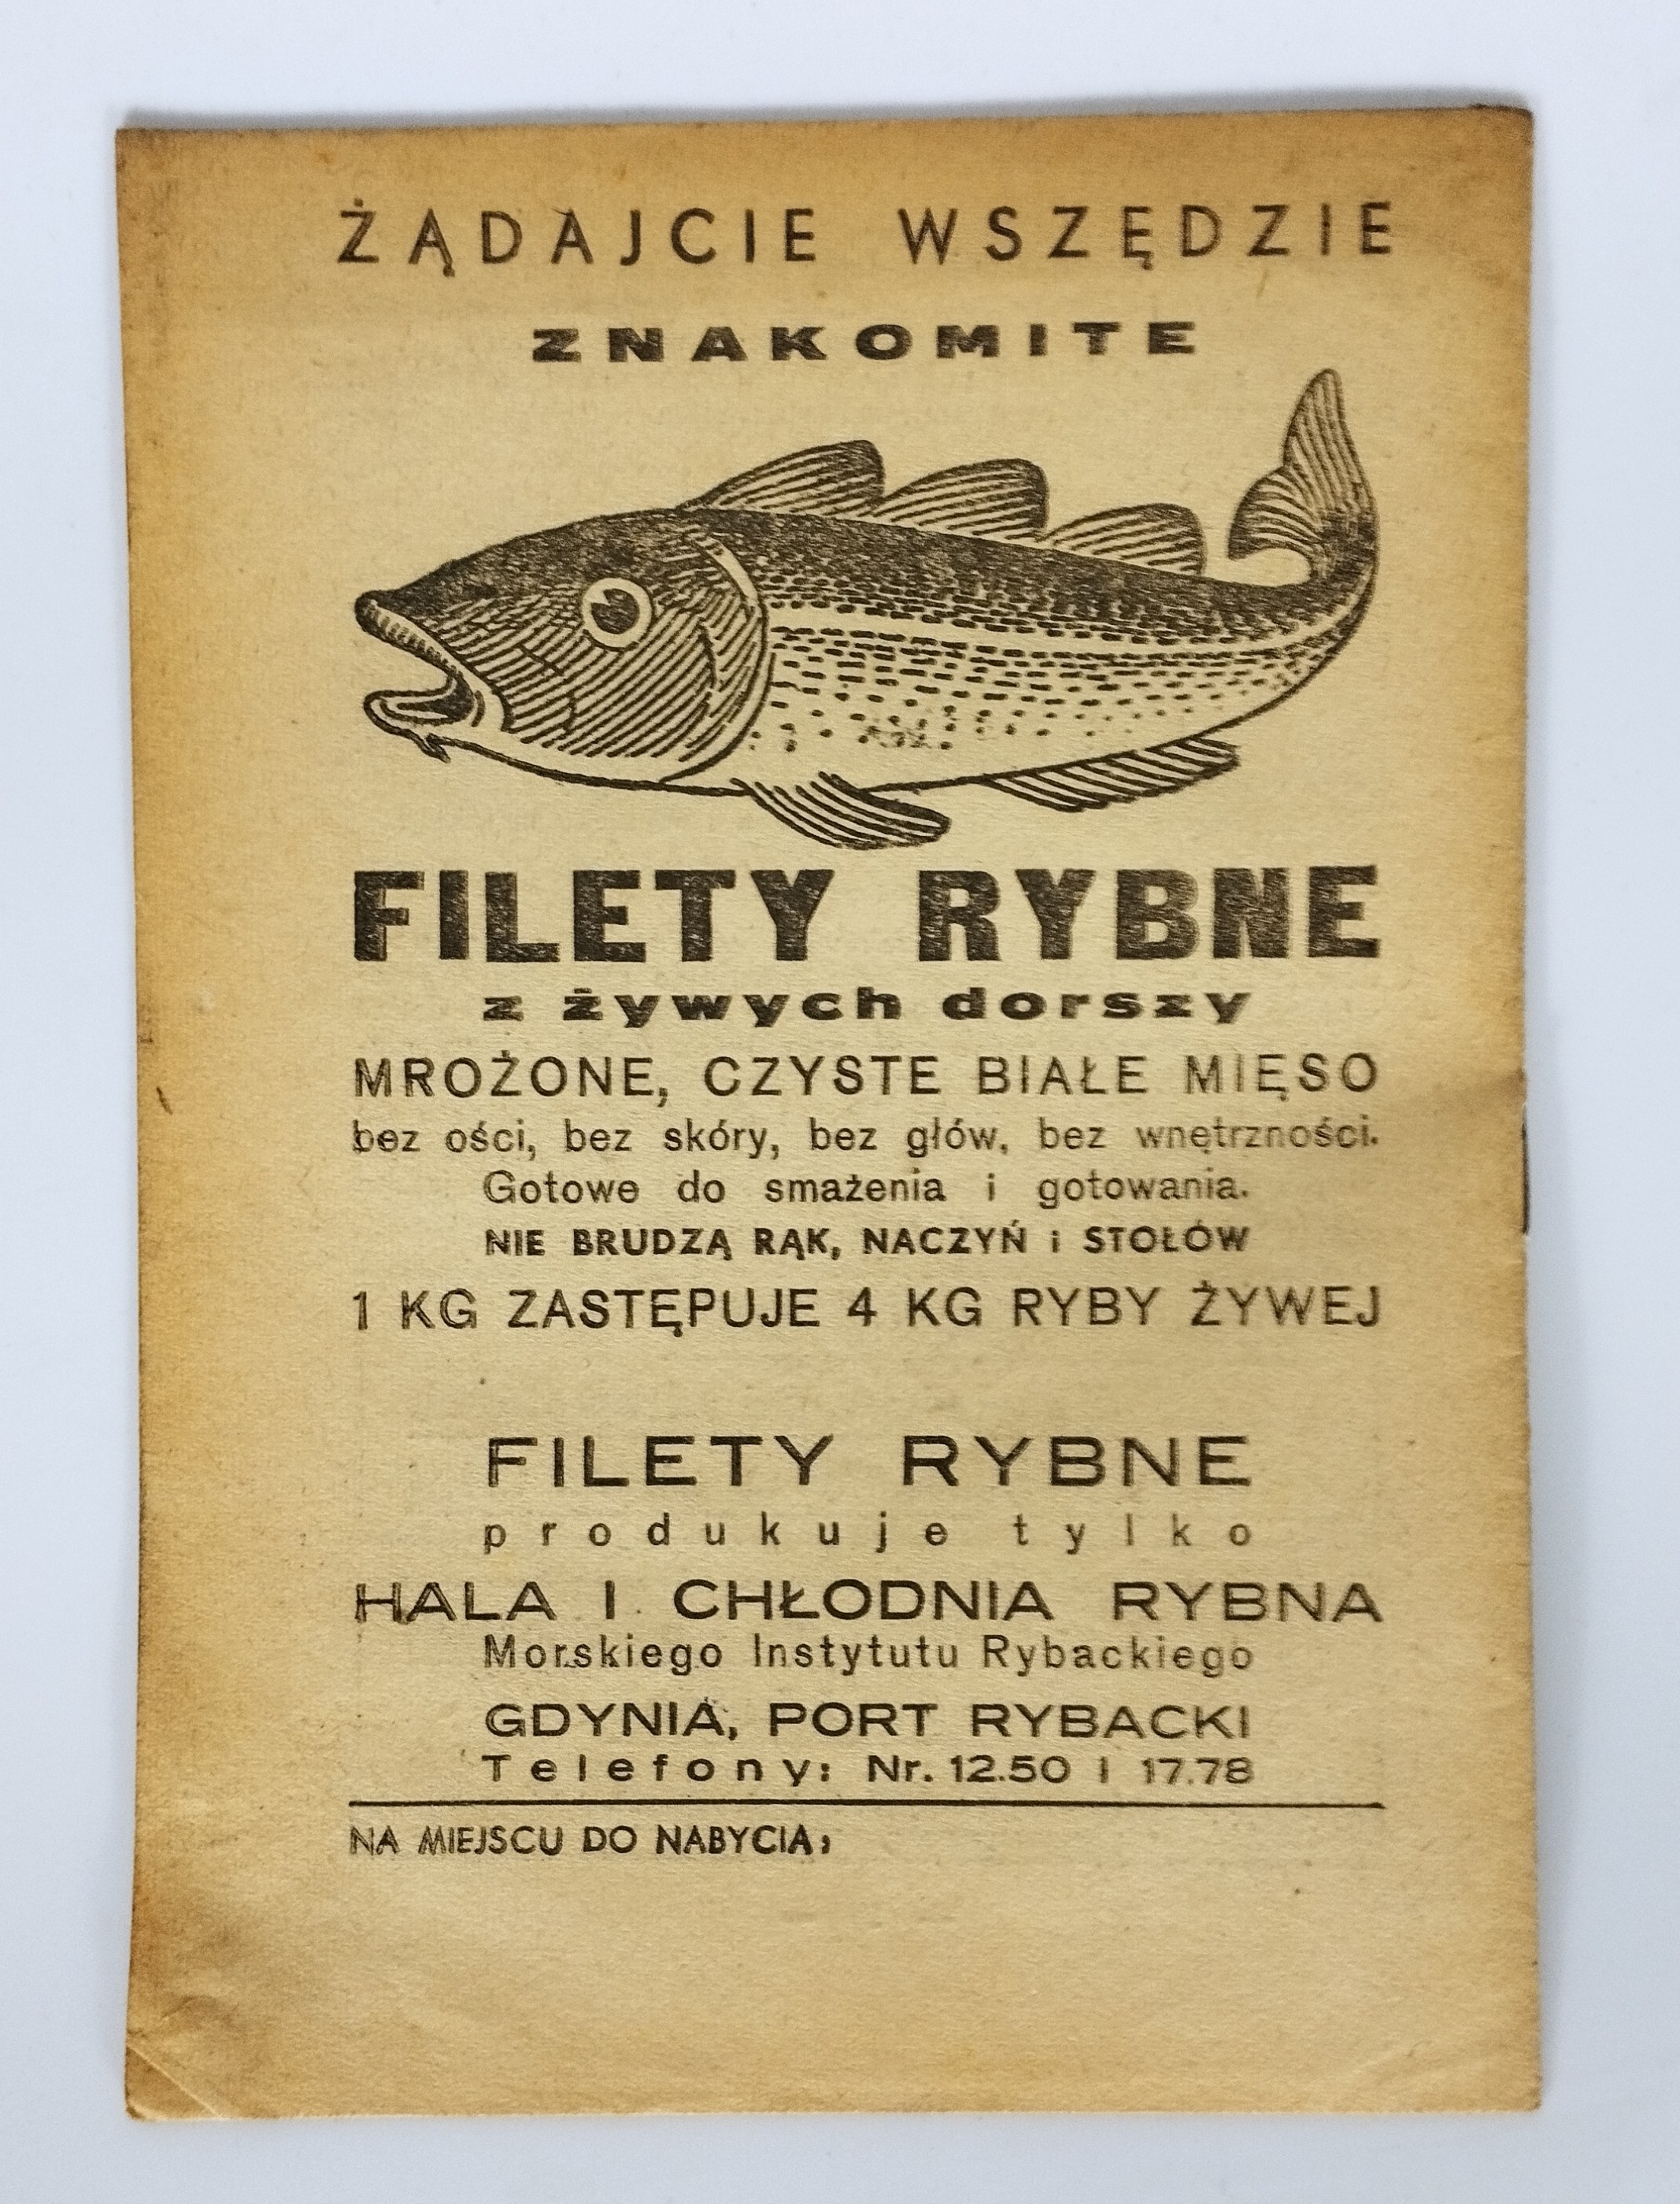 ŻĄDAJCIE WSZĘDZIE
ZNAKOMITE
FILETY RYBNE
z żywych dorszy
MROŻONE, CZYSTE BIAŁE MIĘSO
bez ości, bez skóry, bez głów, bez wnętrzności.
Gotowe do smażenia i gotowania.
NIE BRUDZĄ RĄK, NACZYŃ i STOŁÓW
1 KG ZASTĘPUJE 4 KG RYBY ŻYWEJ
FILETY RYBNE
produkuje tylko
HALA I CHŁODNIA RYBNA
Morskiego Instytutu Rybackiego
GDYNIA, PORT RYBACKI
Telefony: Nr. 12.50 i 17.78
NA MIEJSCU DO NABYCIA: